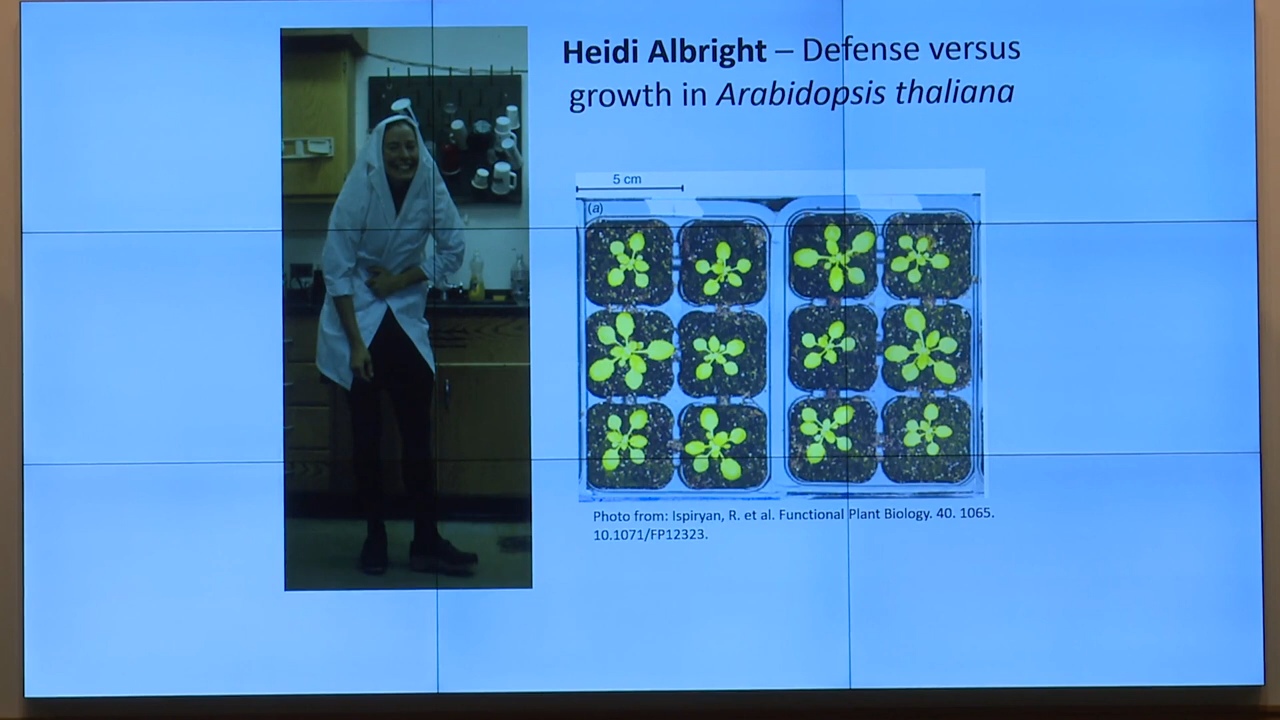 Heidi Albright – Defense versus
growth in Arabidopsis thaliana
5 cm
(a)
Photo from: Ispiryan, R. et al. Functional Plant Biology. 40. 1065.
10.1071/FP12323.